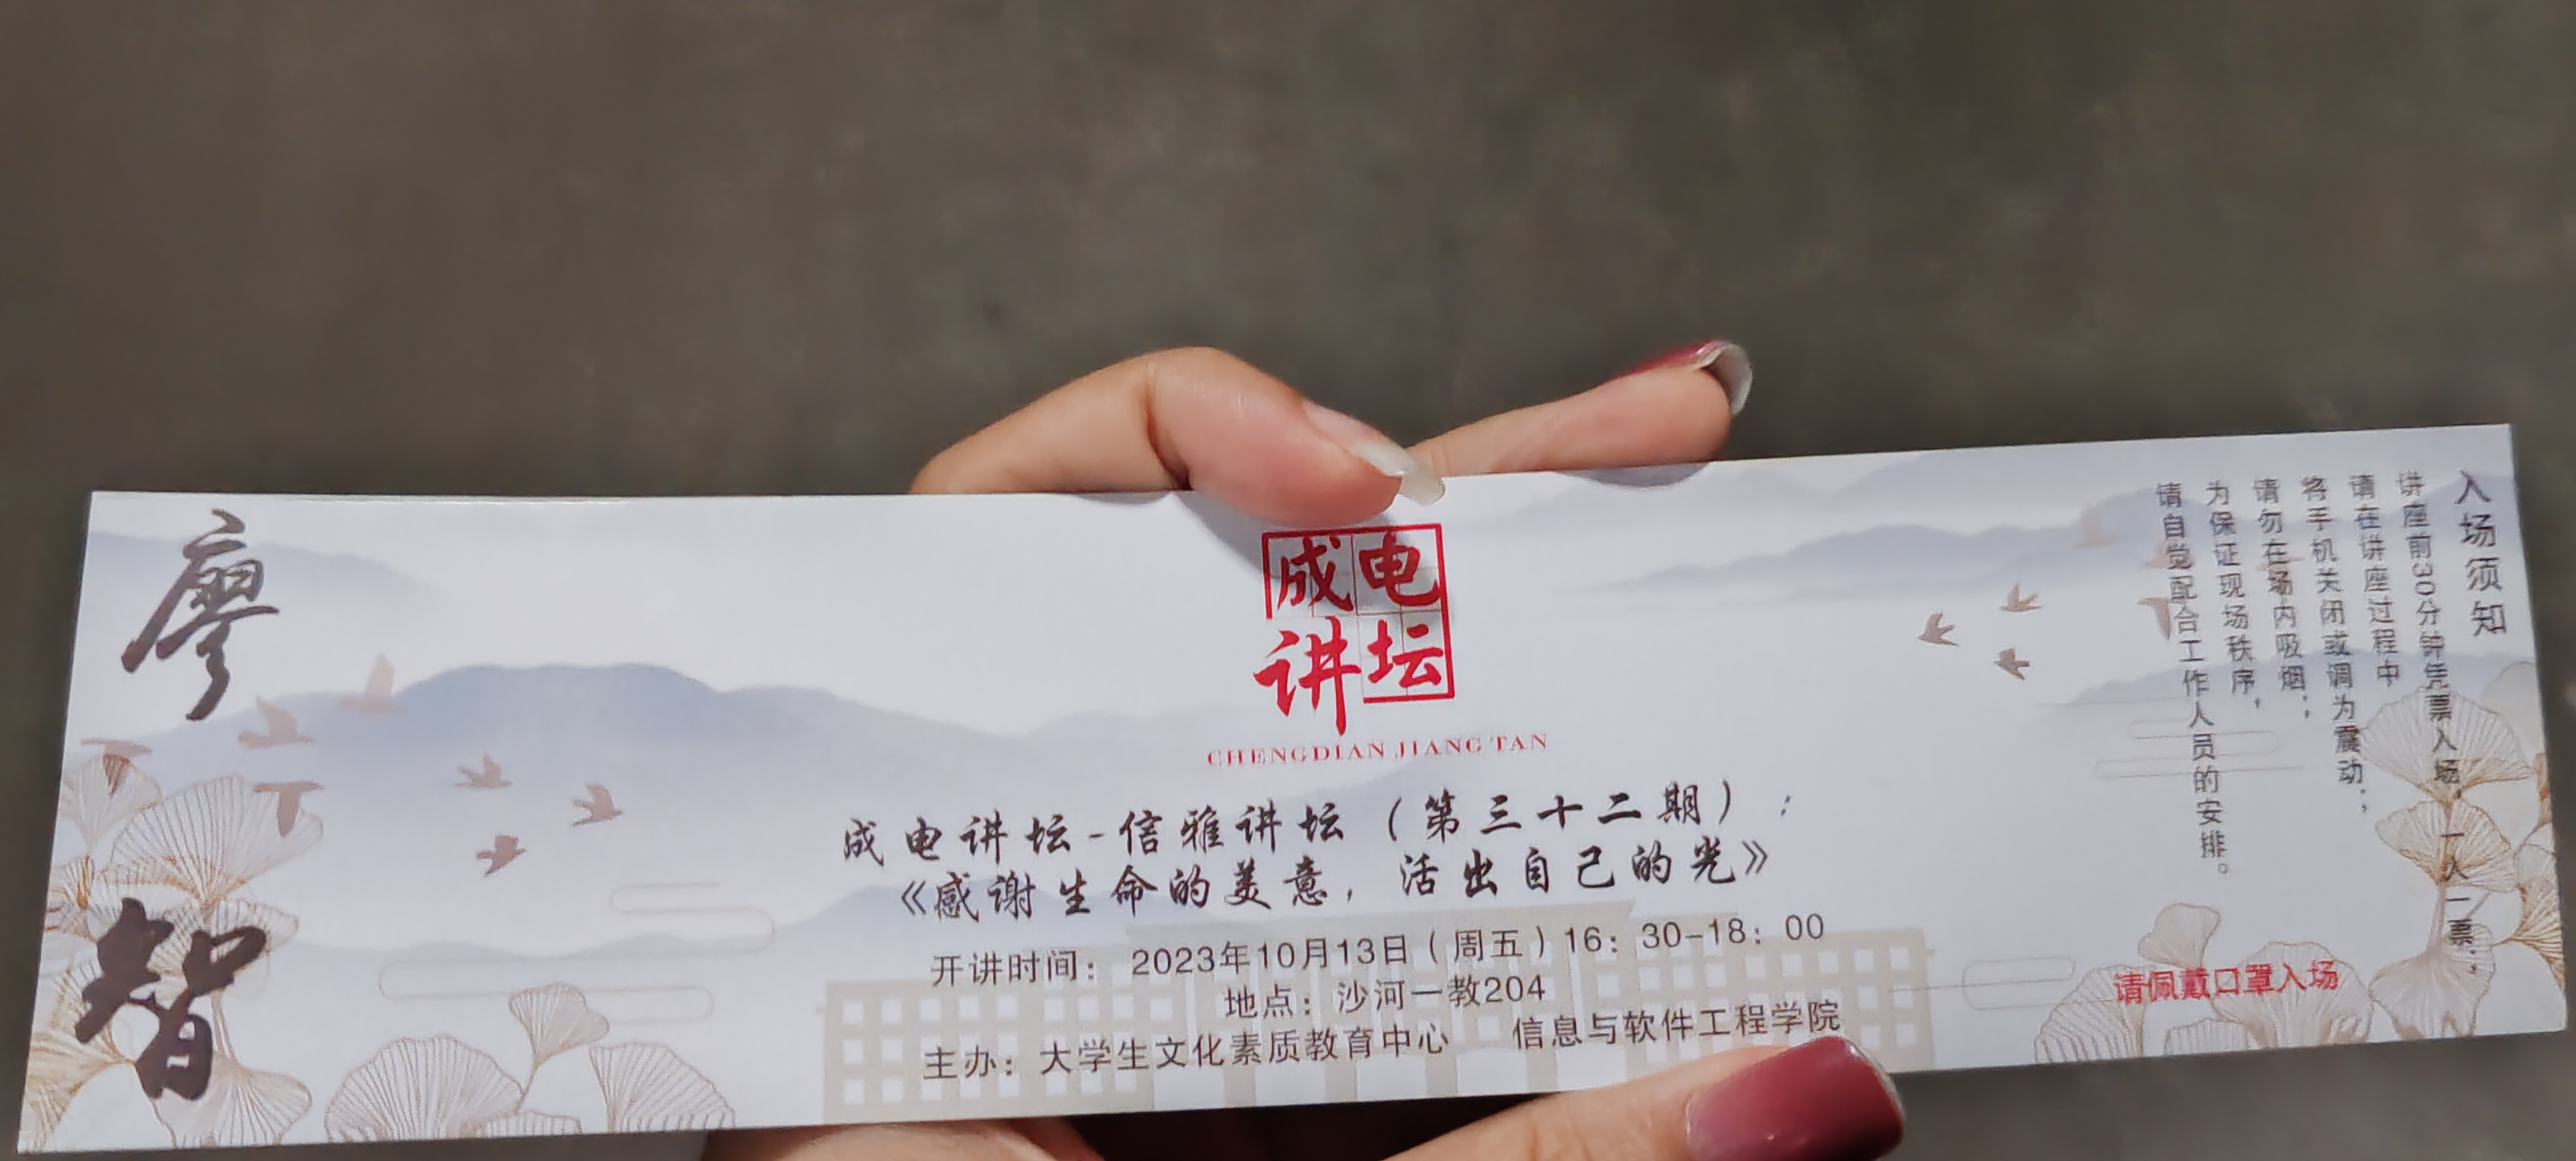 廖智
成电
讲坛
CHENGDIAN JIANG TAN
成电讲坛-信雅讲坛（第三十二期）：
《感谢生命的美意，活出自己的光》
开讲时间：2023年10月13日（周五）16：30-18：00
地点：沙河一教204
主办：大学生文化素质教育中心 信息与软件工程学院
入场须知
讲座前30分钟凭票入场，一人一票；
请在讲座过程中
将手机关闭或调为震动；
请勿在场内吸烟；
为保证现场秩序，
请自觉配合工作人员的安排。
请佩戴口罩入场